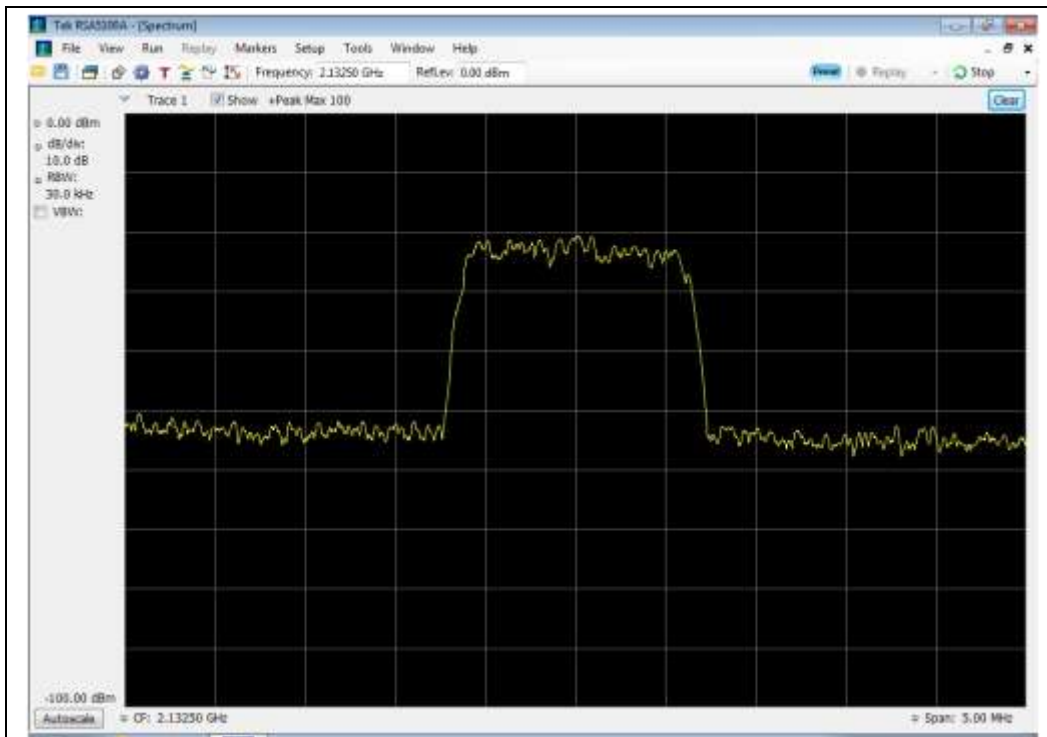 Tek RSA5100A - [Spectrum]
File View Run Replay Markers Setup Tools Window Help
Frequency: 2.13250 GHz RefLev: 0.00 dBm Preset Replay Stop
Trace 1 Show +Peak Max 100 Clear
0.00 dBm
dB/div:
10.0 dB
RBW:
30.0 kHz
VBW:
-100.00 dBm
Autoscale CF: 2.13250 GHz Span: 5.00 MHz